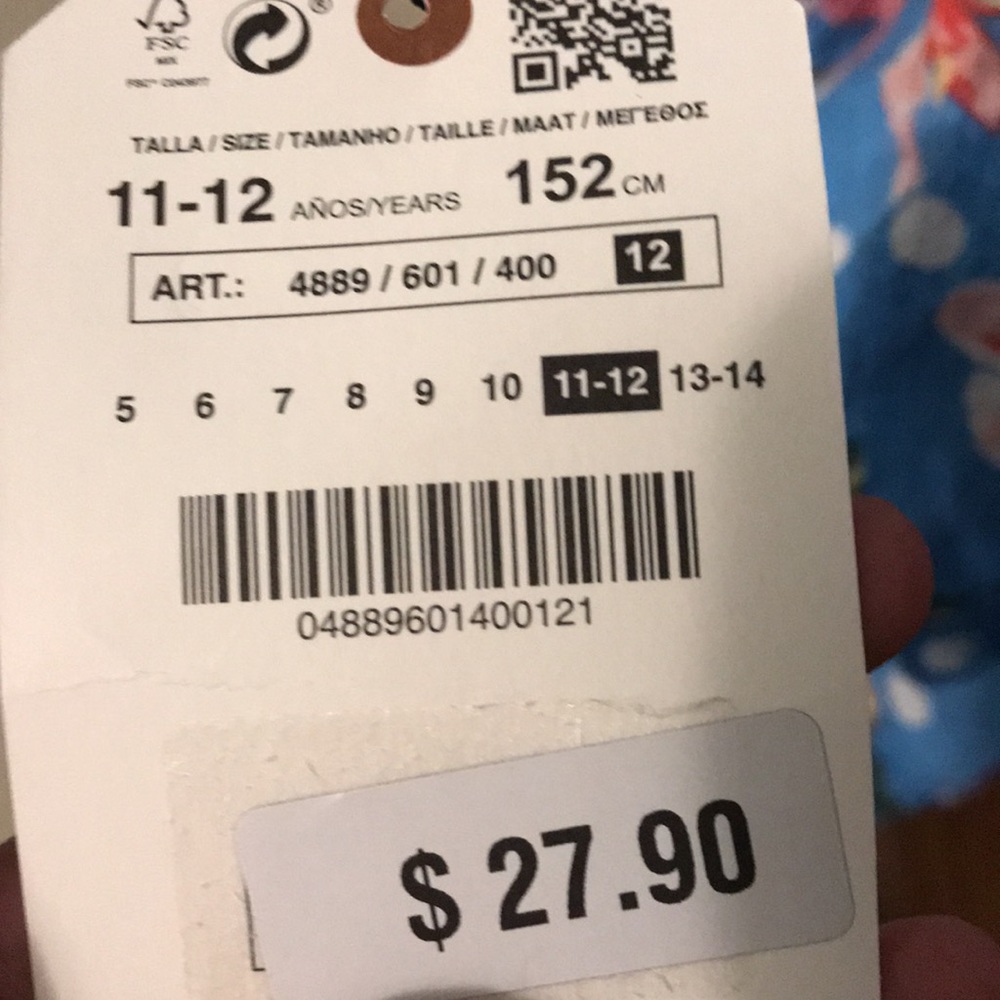 FSC
MIX
®
TALLA / SIZE / TAMANHO / TAILLE / MAAT / ΜΕΓΕΘΟΣ
11-12 AÑOS/YEARS 152 CM
ART.: 4889 / 601 / 400 12
5 6 7 8 9 10 11-12 13-14
04889601400121
$ 27.90